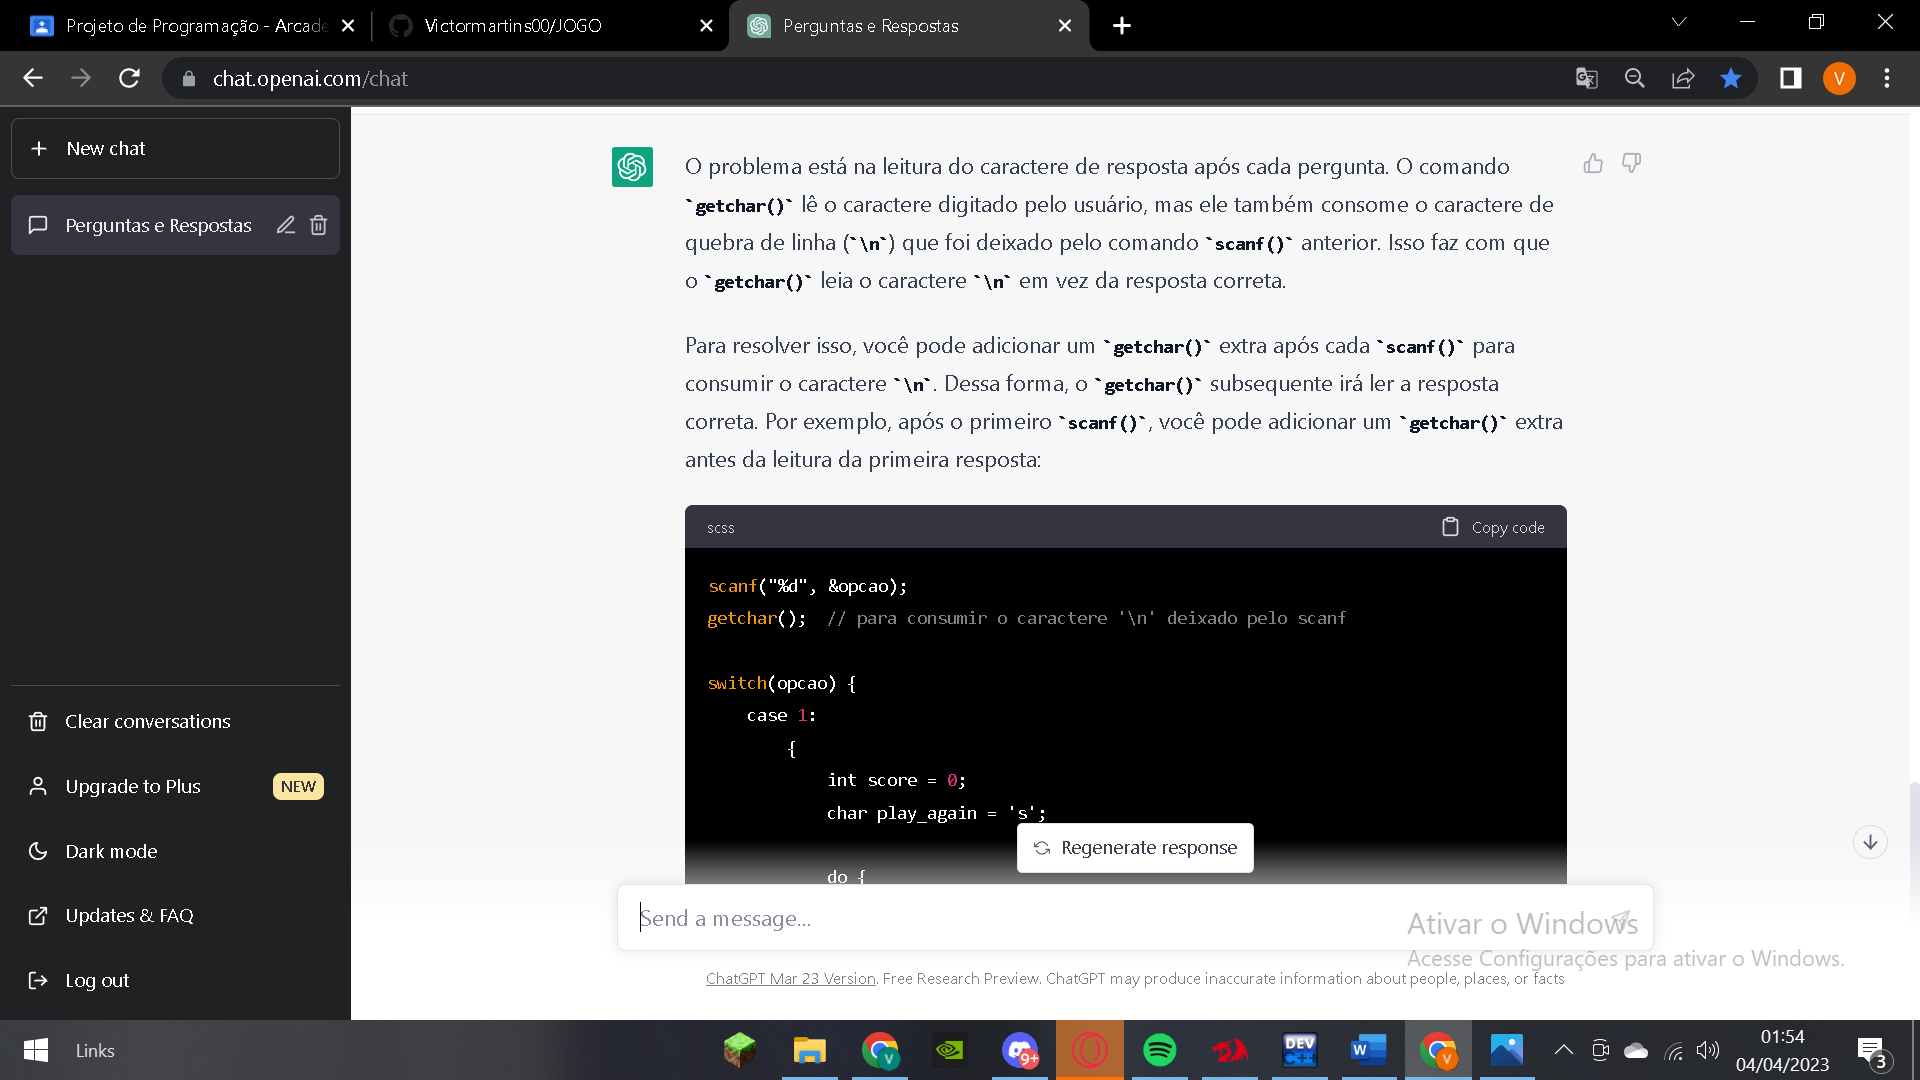 Projeto de Programação - Arcade
Victormartins00/JOGO
Perguntas e Respostas
chat.openai.com/chat
V
New chat
Perguntas e Respostas
O problema está na leitura do caractere de resposta após cada pergunta. O comando
`getchar()` lê o caractere digitado pelo usuário, mas ele também consome o caractere de
quebra de linha (`\n`) que foi deixado pelo comando `scanf()` anterior. Isso faz com que
o `getchar()` leia o caractere `\n` em vez da resposta correta.
Para resolver isso, você pode adicionar um `getchar()` extra após cada `scanf()` para
consumir o caractere `\n`. Dessa forma, o `getchar()` subsequente irá ler a resposta
correta. Por exemplo, após o primeiro `scanf()`, você pode adicionar um `getchar()` extra
antes da leitura da primeira resposta:
scss
Copy code
scanf("%d", &opcao);
getchar();  // para consumir o caractere '\n' deixado pelo scanf
switch(opcao) {
case 1:
{
int score = 0;
char play_again = 's';
do {
Regenerate response
Send a message...
Clear conversations
Upgrade to Plus
NEW
Dark mode
Updates & FAQ
Log out
Ativar o Windows
Acesse Configurações para ativar o Windows.
ChatGPT Mar 23 Version. Free Research Preview. ChatGPT may produce inaccurate information about people, places, or facts
Links
V
9+
DEV
C++
W
V
01:54
04/04/2023
3